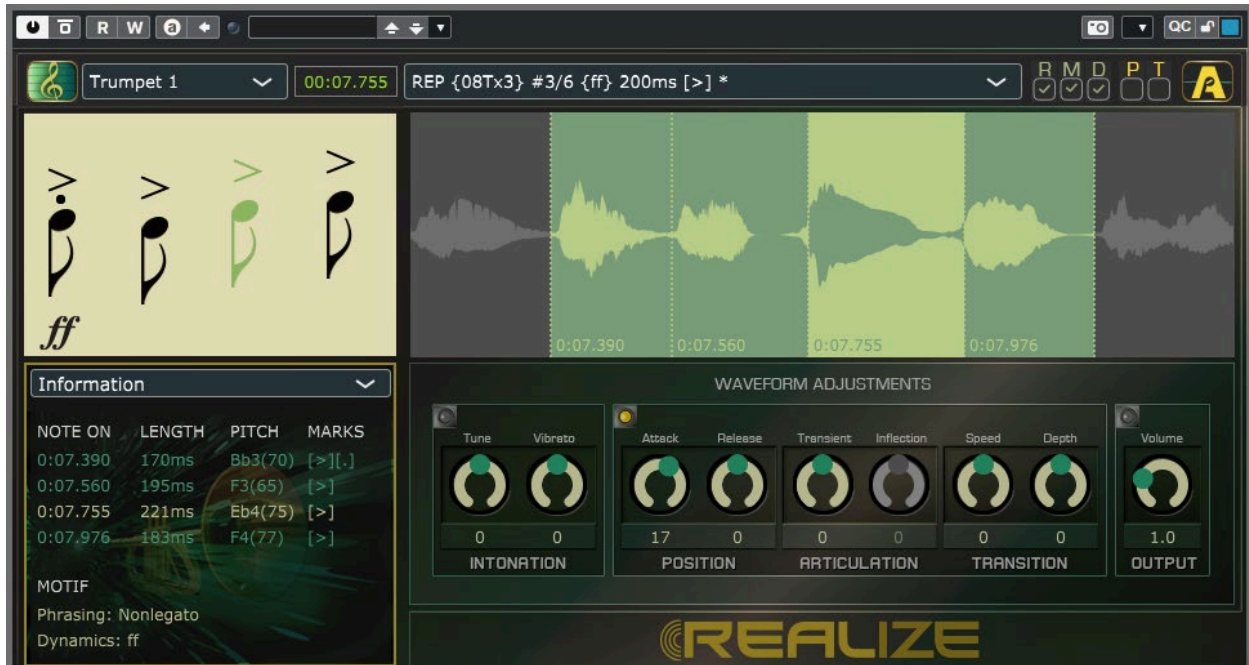 R W a QC
Trumpet 1 00:07.755 REP {08Tx3} #3/6 {ff} 200ms [>] * R M D P T
ff
0:07.390 0:07.560 0:07.755 0:07.976
Information
NOTE ON LENGTH PITCH MARKS
0:07.390 170ms Bb3(70) [>][.]
0:07.560 195ms F3(65) [>]
0:07.755 221ms Eb4(75) [>]
0:07.976 183ms F4(77) [>]
MOTIF
Phrasing: Nonlegato
Dynamics: ff
WAVEFORM ADJUSTMENTS
Tune Vibrato Attack Release Transient Inflection Speed Depth Volume
0 0 17 0 0 0 0 0 1.0
INTONATION POSITION ARTICULATION TRANSITION OUTPUT
REALIZE